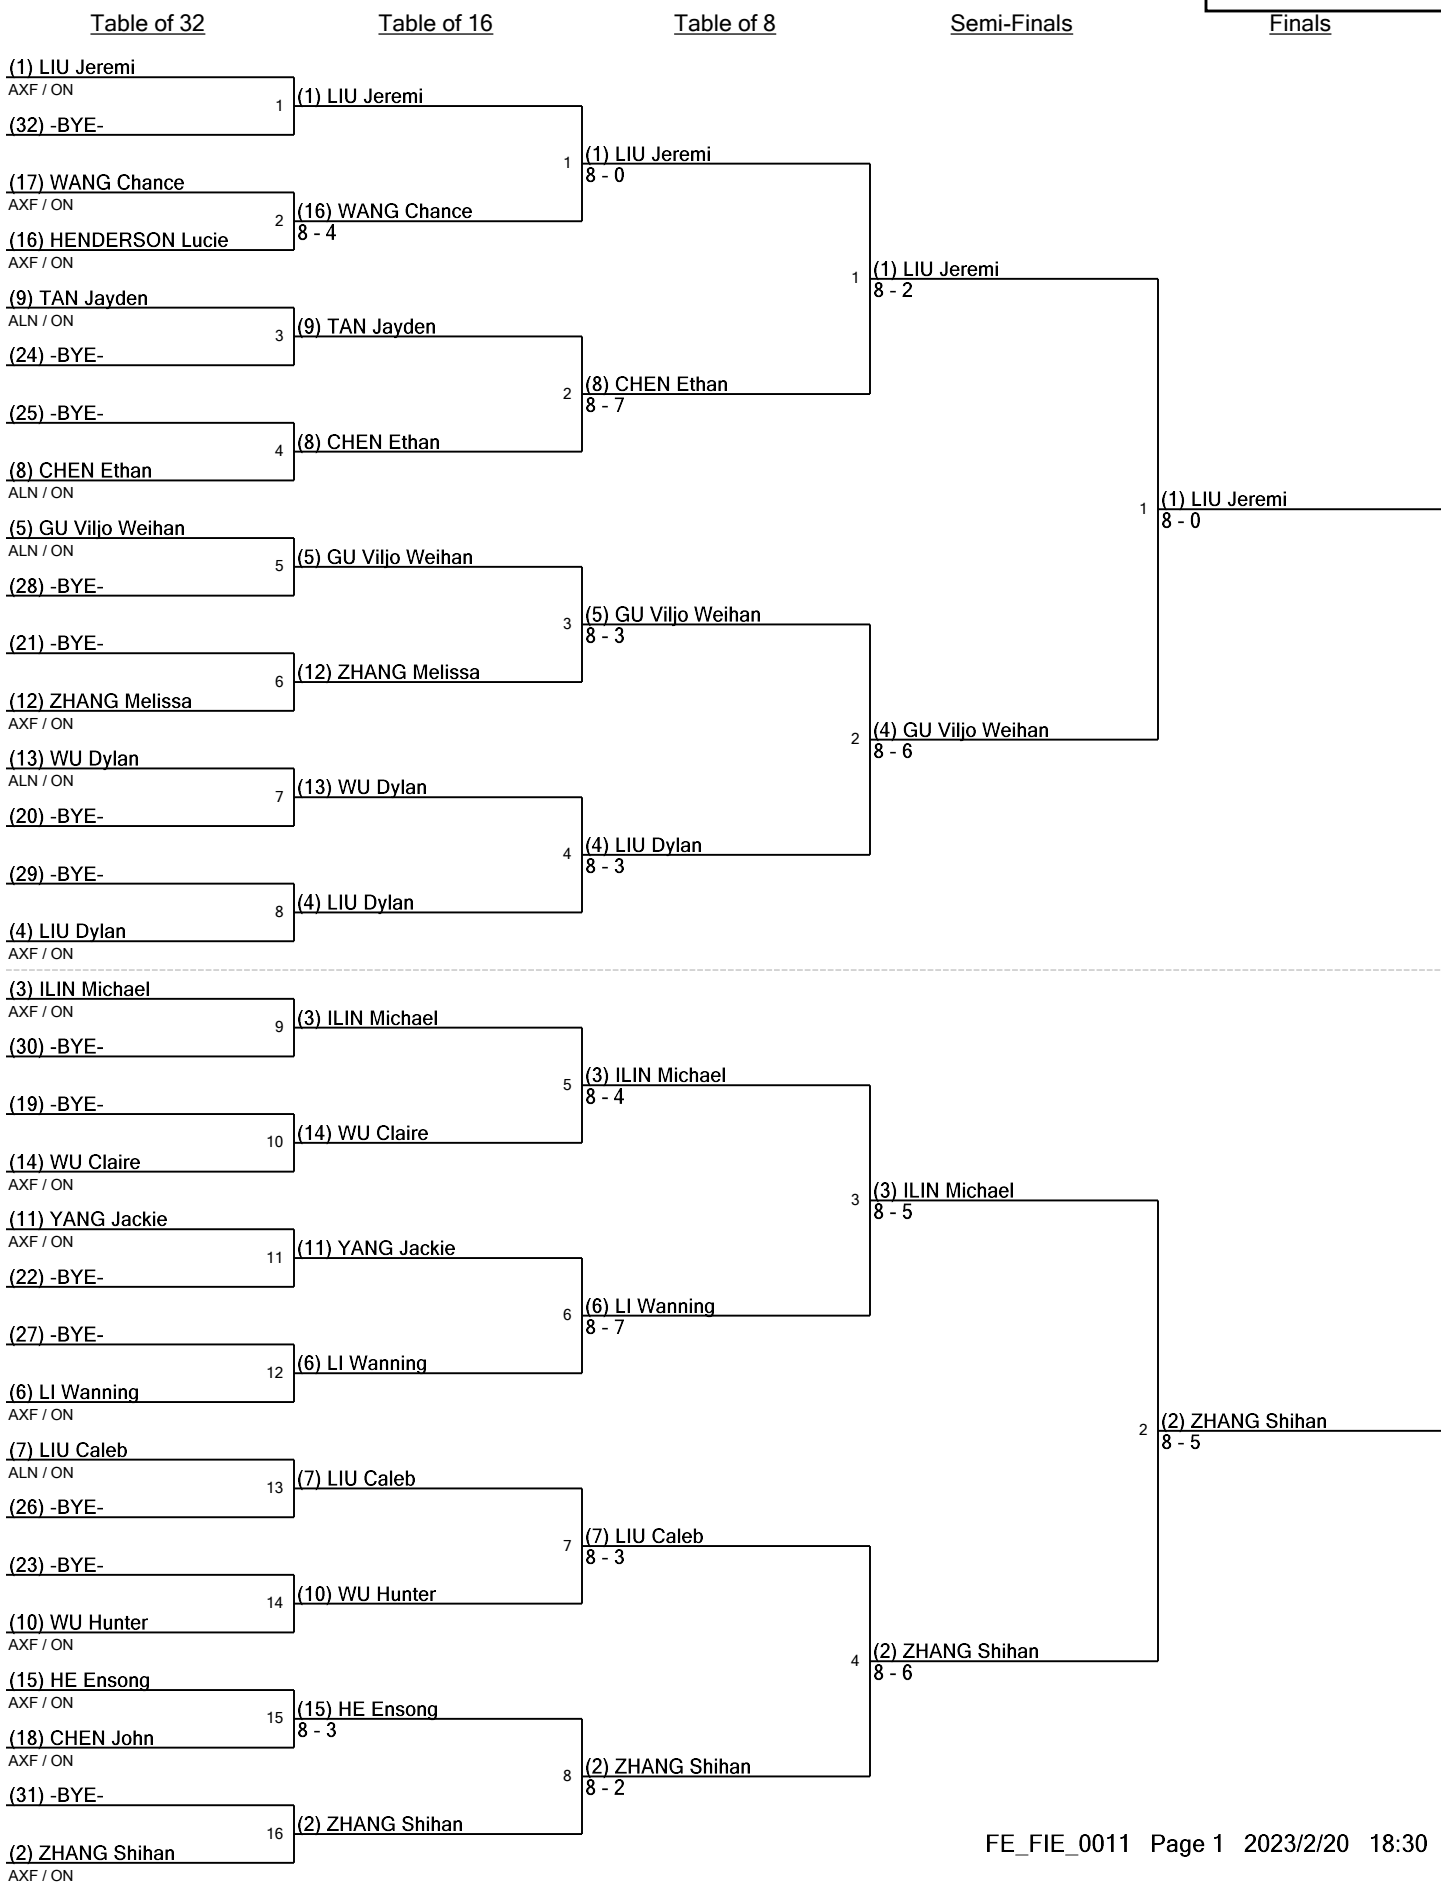 Table of 32 Table of 16 Table of 8 Semi-Finals Finals
(1) LIU Jeremi
AXF / ON
1
(32) -BYE-
(17) WANG Chance
AXF / ON
2
(16) HENDERSON Lucie
AXF / ON
(9) TAN Jayden
ALN / ON
3
(24) -BYE-
(25) -BYE-
4
(8) CHEN Ethan
ALN / ON
(5) GU Viljo Weihan
ALN / ON
5
(28) -BYE-
(21) -BYE-
6
(12) ZHANG Melissa
AXF / ON
(13) WU Dylan
ALN / ON
7
(20) -BYE-
(29) -BYE-
8
(4) LIU Dylan
AXF / ON
(3) ILIN Michael
AXF / ON
9
(30) -BYE-
(19) -BYE-
10
(14) WU Claire
AXF / ON
(11) YANG Jackie
AXF / ON
11
(22) -BYE-
(27) -BYE-
12
(6) LI Wanning
AXF / ON
(7) LIU Caleb
ALN / ON
13
(26) -BYE-
(23) -BYE-
14
(10) WU Hunter
AXF / ON
(15) HE Ensong
AXF / ON
15
(18) CHEN John
AXF / ON
(31) -BYE-
16
(2) ZHANG Shihan
AXF / ON
(1) LIU Jeremi
1
(16) WANG Chance
8 - 4
(9) TAN Jayden
2
(8) CHEN Ethan
(5) GU Viljo Weihan
3
(12) ZHANG Melissa
(13) WU Dylan
4
(4) LIU Dylan
(3) ILIN Michael
5
(14) WU Claire
(11) YANG Jackie
6
(6) LI Wanning
(7) LIU Caleb
7
(10) WU Hunter
(15) HE Ensong
8 - 3
8
(2) ZHANG Shihan
(1) LIU Jeremi
8 - 0
1
(8) CHEN Ethan
8 - 7
(5) GU Viljo Weihan
8 - 3
2
(4) LIU Dylan
8 - 3
(3) ILIN Michael
8 - 4
3
(6) LI Wanning
8 - 7
(7) LIU Caleb
8 - 3
4
(2) ZHANG Shihan
8 - 2
(1) LIU Jeremi
8 - 2
1
(4) GU Viljo Weihan
8 - 6
(3) ILIN Michael
8 - 5
2
(2) ZHANG Shihan
8 - 6
(1) LIU Jeremi
8 - 0
(2) ZHANG Shihan
8 - 5
FE_FIE_0011 Page 1 2023/2/20 18:30